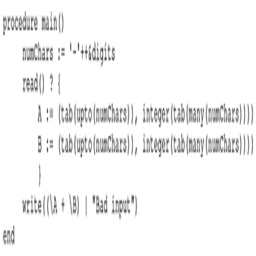 procedure main()
numChars := '-'++&digits
read() ? {
A := (tab(upto(numChars)), integer(tab(many(numChars))))
B := (tab(upto(numChars)), integer(tab(many(numChars))))
}
write((\A + \B) | "Bad input")
end